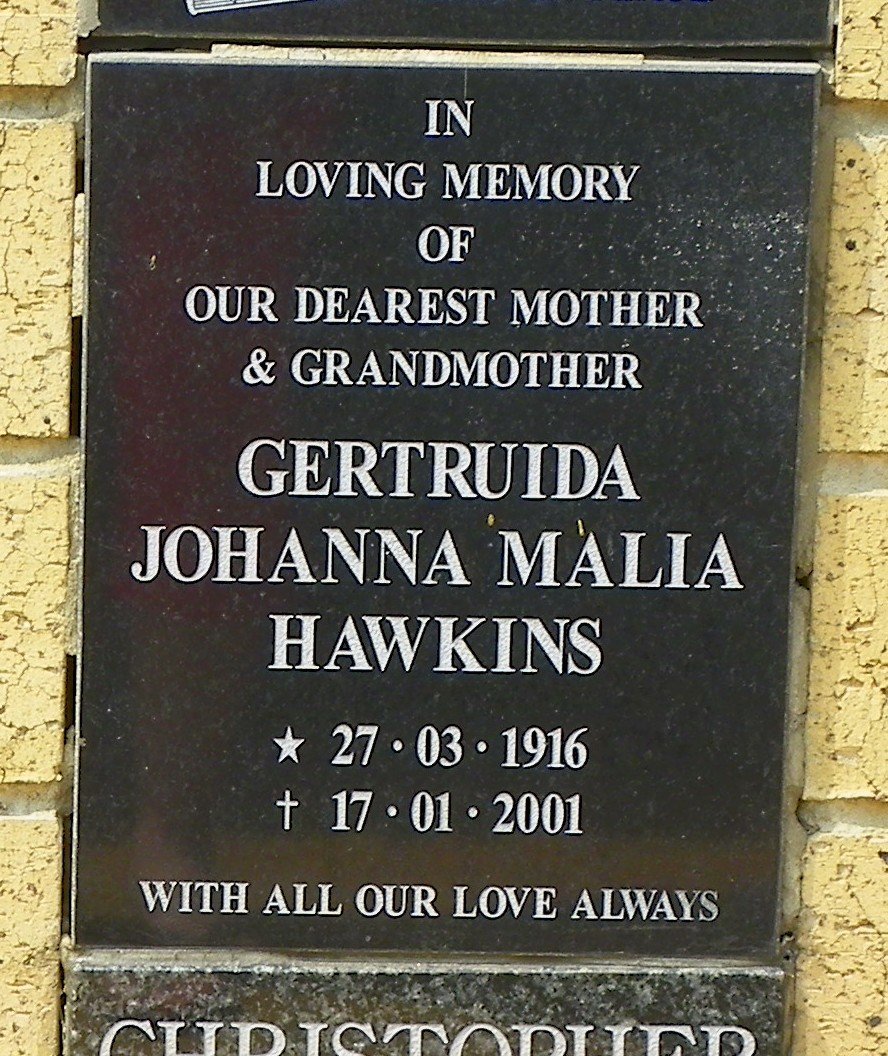 IN
LOVING MEMORY
OF
OUR DEAREST MOTHER
& GRANDMOTHER
GERTRUIDA
JOHANNA MALIA
HAWKINS
★ 27·03·1916
† 17·01·2001
WITH ALL OUR LOVE ALWAYS
CHRISTOPHER